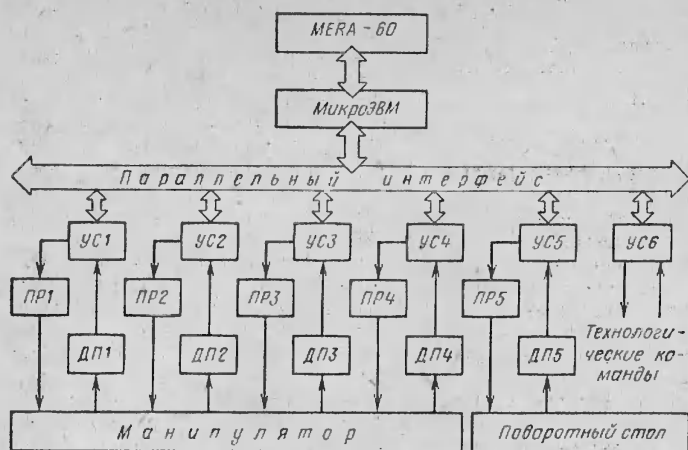 MERA-60
МикроЭВМ
Параллельный интерфейс
УС1 УС2 УС3 УС4 УС5 УС6
ПР1 ПР2 ПР3 ПР4 ПР5
Технологи-
ческие ко-
манды
ДП1 ДП2 ДП3 ДП4 ДП5
Манипулятор Поворотный стол